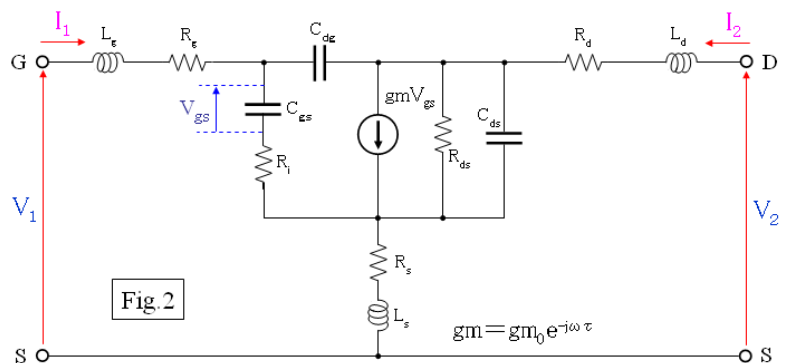 I1
I2
Lg
Rg
Cdg
Rd
Ld
G
D
gmVgs
Vgs
Cgs
Cds
Ri
Rds
V1
V2
Rs
Fig.2
Ls
gm=gm0e-jωτ
S
S